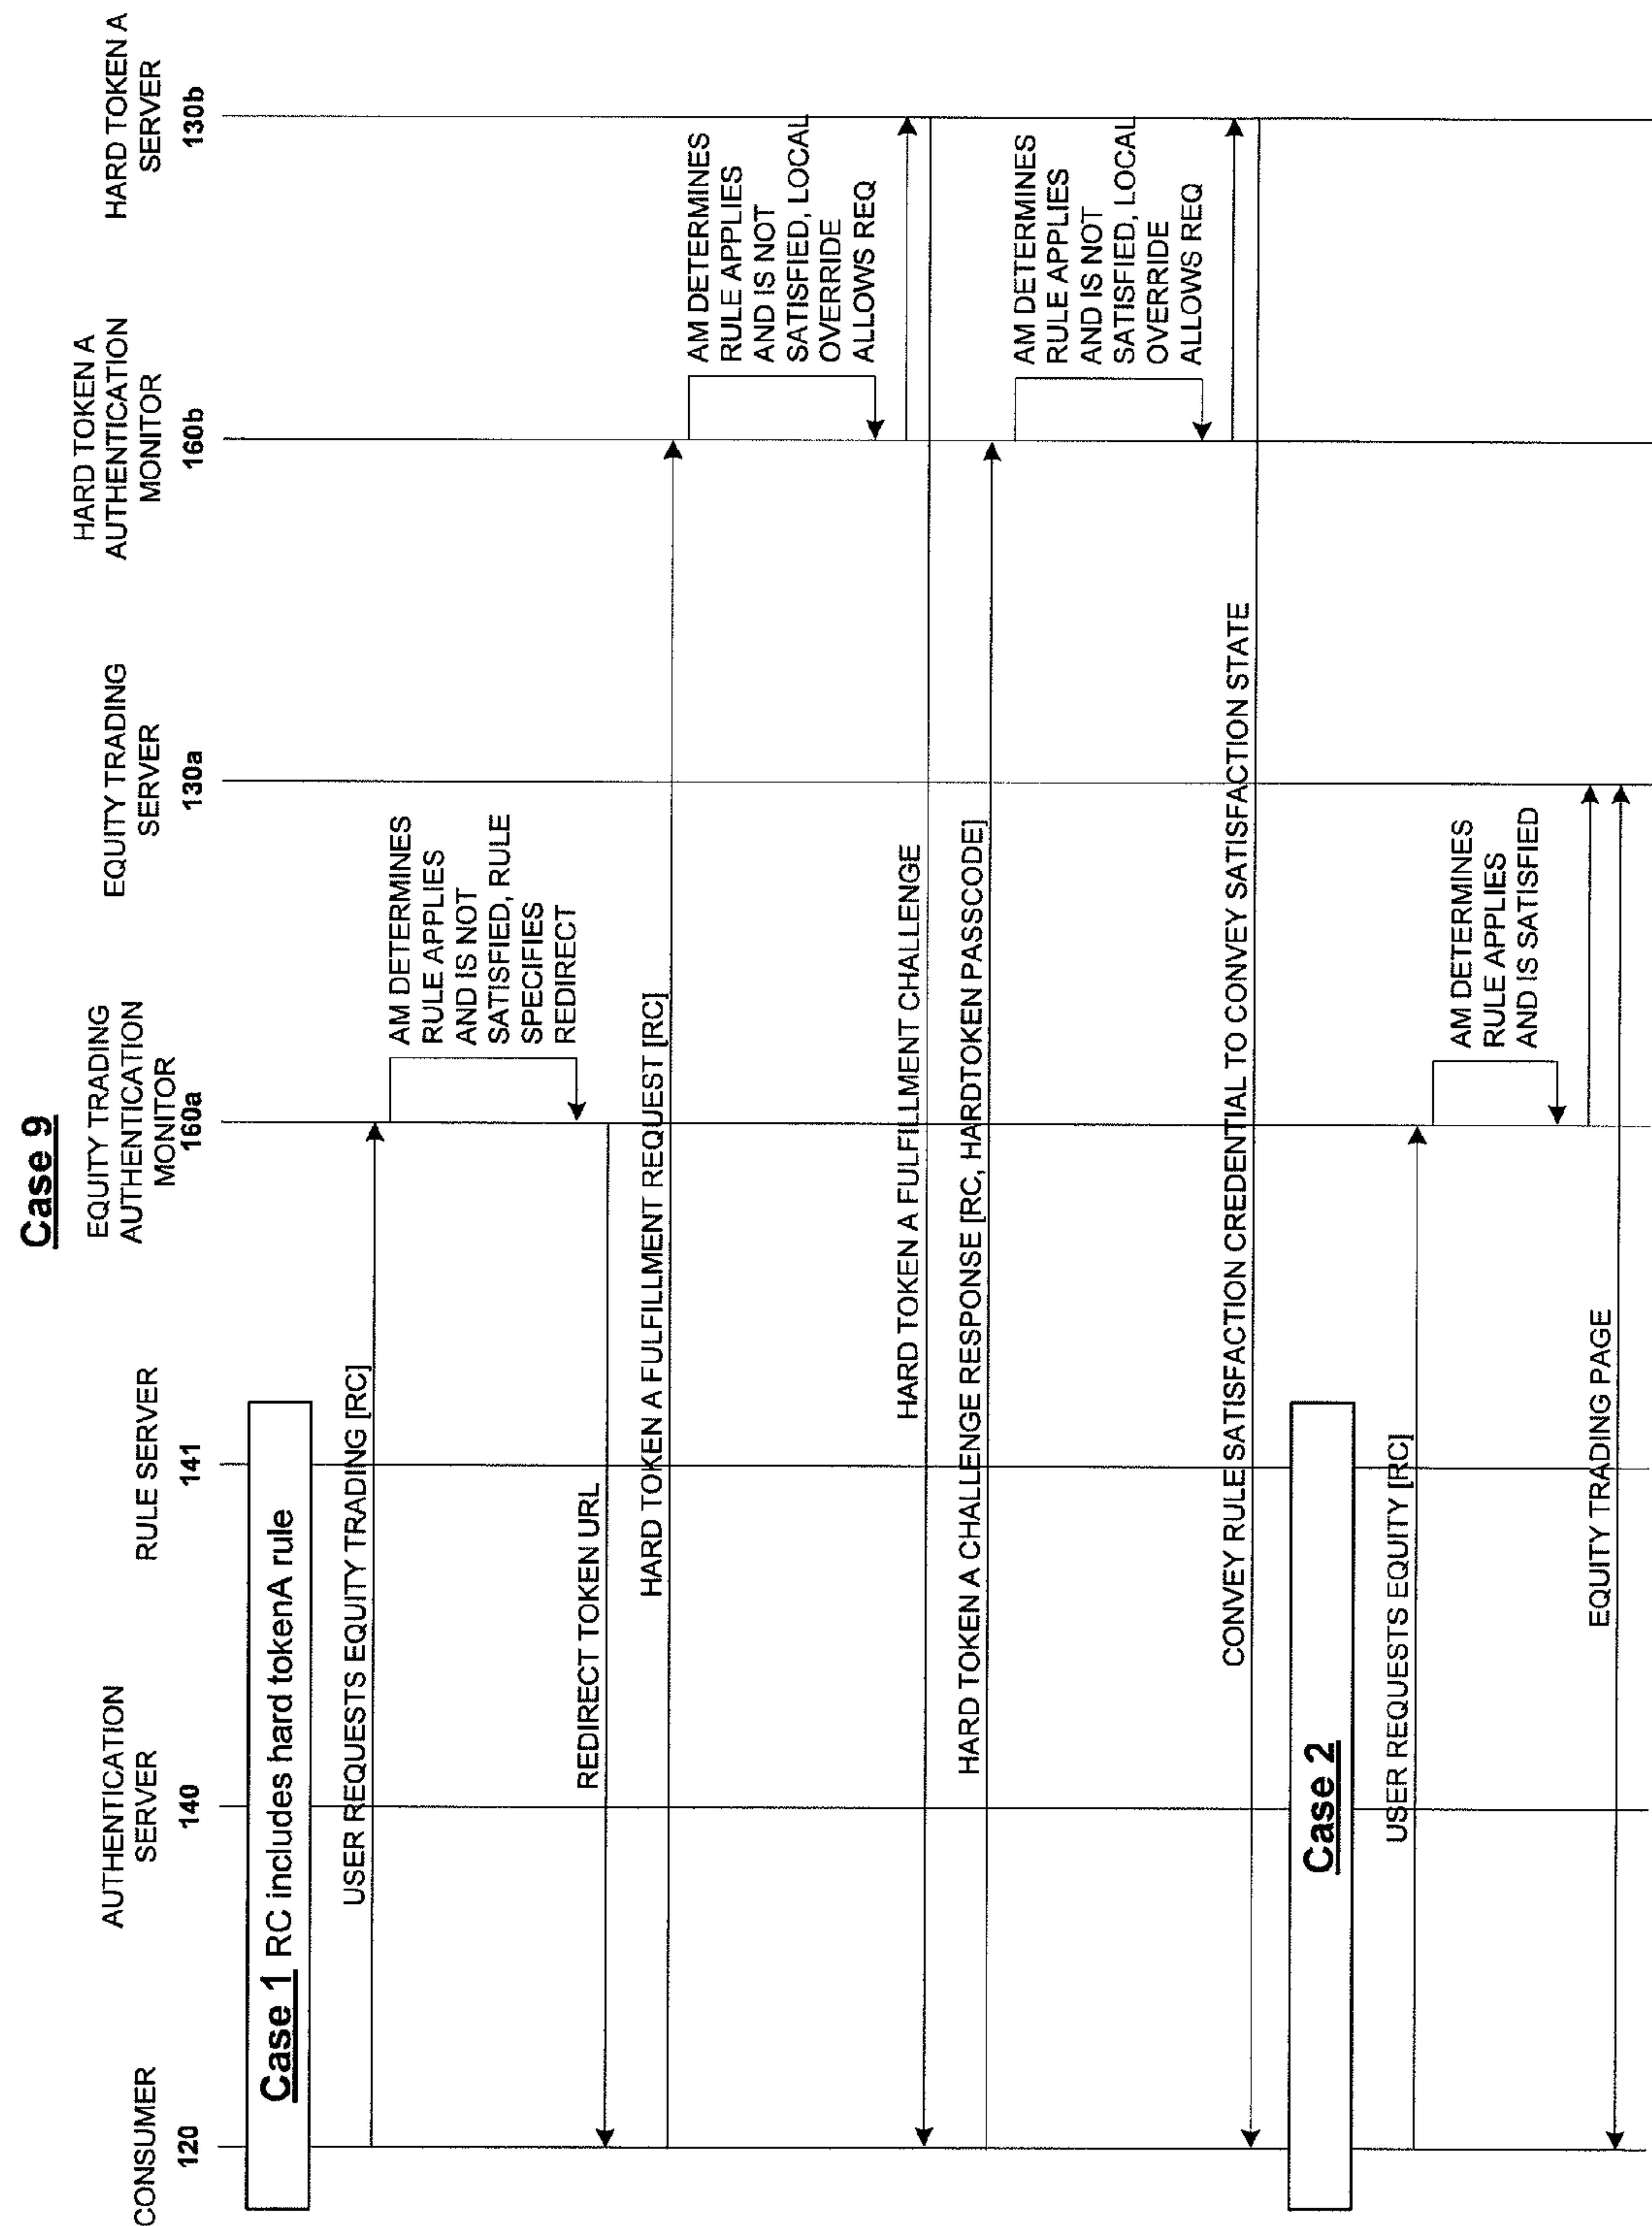 Case 9
CONSUMER
120
AUTHENTICATION
SERVER
140
RULE SERVER
141
EQUITY TRADING
AUTHENTICATION
MONITOR
160a
EQUITY TRADING
SERVER
130a
HARD TOKEN A
AUTHENTICATION
MONITOR
160b
HARD TOKEN A
SERVER
130b
Case 1 RC includes hard tokenA rule
USER REQUESTS EQUITY TRADING [RC]
AM DETERMINES
RULE APPLIES
AND IS NOT
SATISFIED, RULE
SPECIFIES
REDIRECT
REDIRECT TOKEN URL
HARD TOKEN A FULFILLMENT REQUEST [RC]
AM DETERMINES
RULE APPLIES
AND IS NOT
SATISFIED, LOCAL
OVERRIDE
ALLOWS REQ
HARD TOKEN A FULFILLMENT CHALLENGE
HARD TOKEN A CHALLENGE RESPONSE [RC, HARDTOKEN PASSCODE]
AM DETERMINES
RULE APPLIES
AND IS NOT
SATISFIED, LOCAL
OVERRIDE
ALLOWS REQ
CONVEY RULE SATISFACTION CREDENTIAL TO CONVEY SATISFACTION STATE
Case 2
USER REQUESTS EQUITY [RC]
AM DETERMINES
RULE APPLIES
AND IS SATISFIED
EQUITY TRADING PAGE